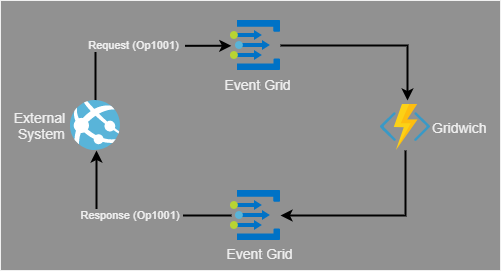 Request (Op1001)
Event Grid
External
System
Gridwich
Response (Op1001)
Event Grid